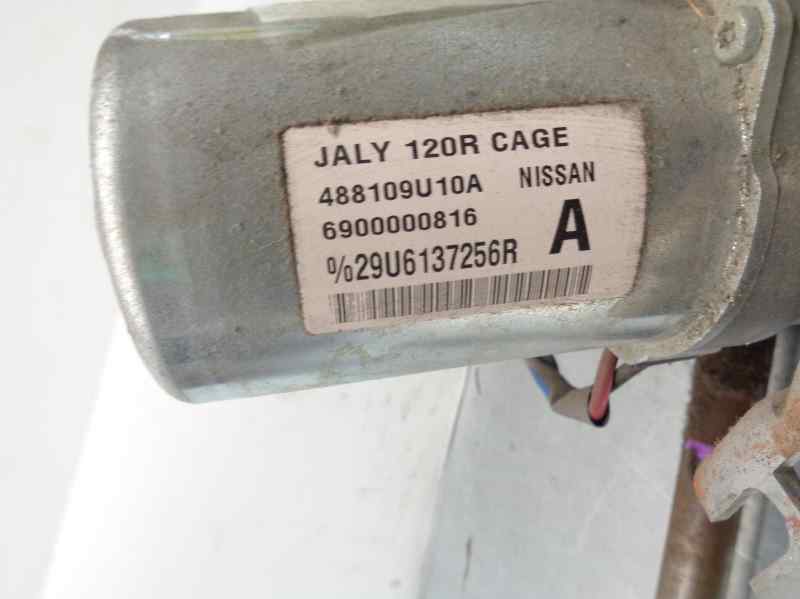 JALY 120R CAGE
488109U10A NISSAN
6900000816
%29U6137256R A